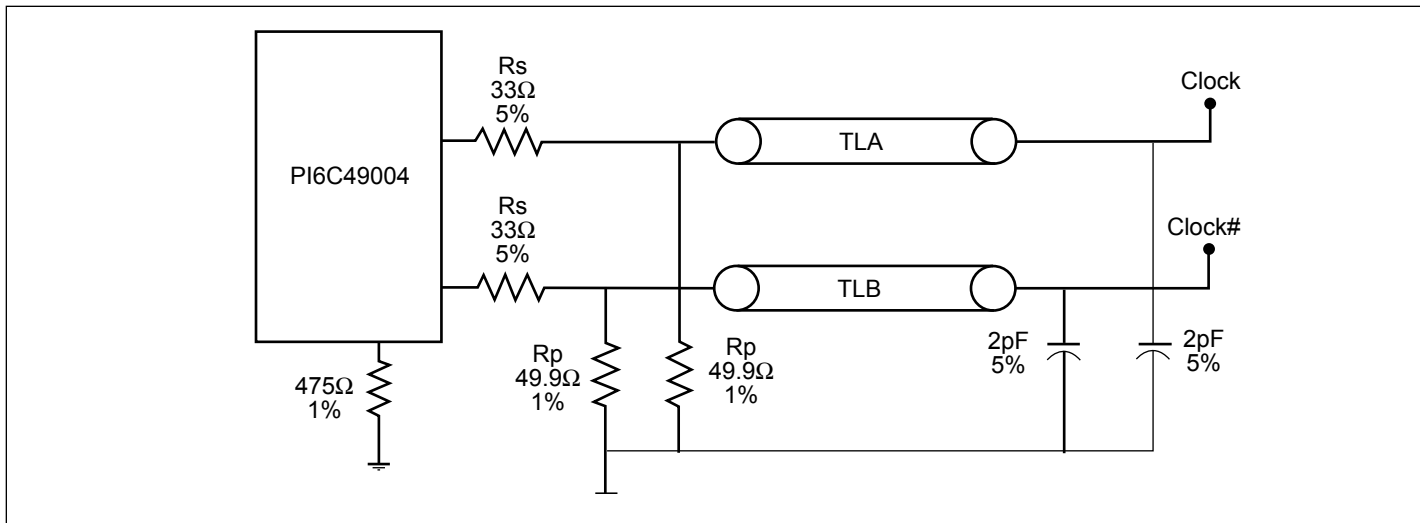 Rs
33Ω
5%
Clock
TLA
PI6C49004
Rs
33Ω
5%
Clock#
TLB
Rp
49.9Ω
1%
Rp
49.9Ω
1%
2pF
5%
2pF
5%
475Ω
1%